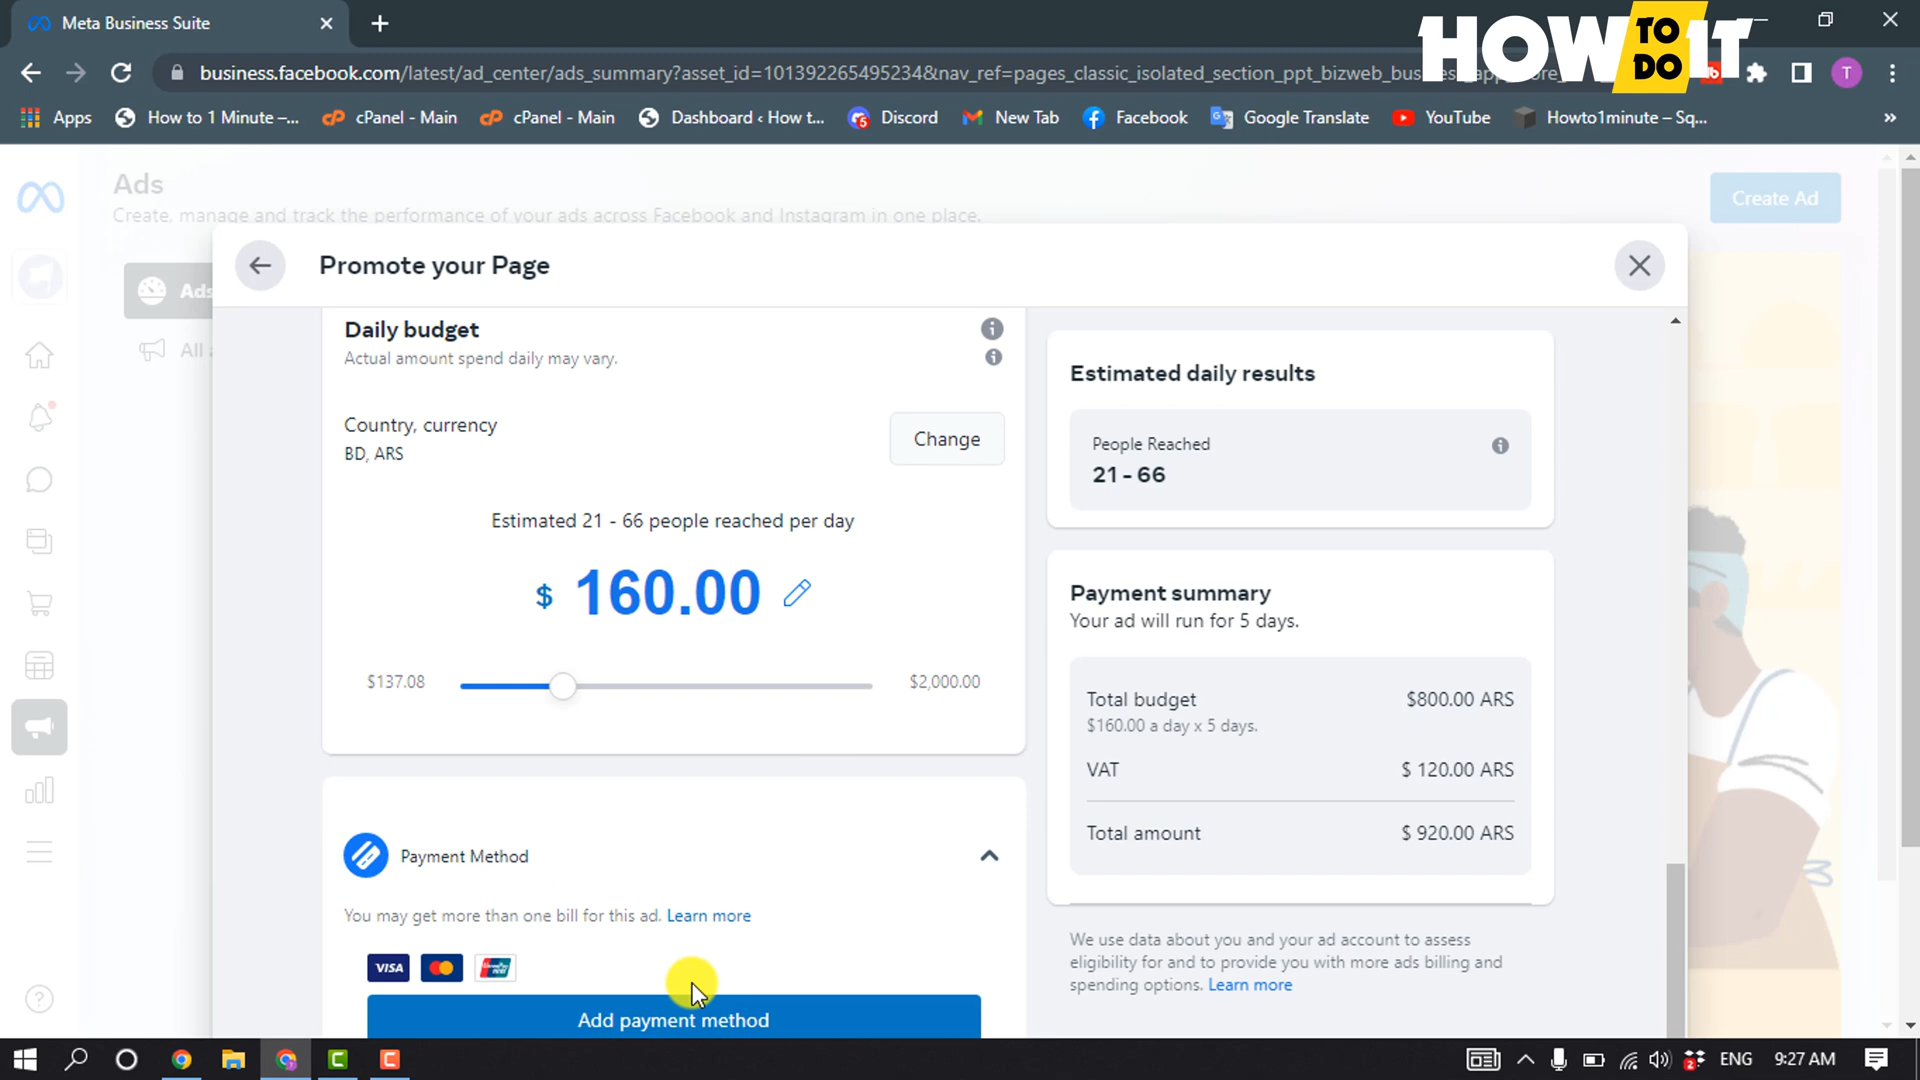 Meta Business Suite
HOW TO DO IT
business.facebook.com/latest/ad_center/ads_summary?asset_id=101392265495234&nav_ref=pages_classic_isolated_section_ppt_bizweb_bus
Apps
How to 1 Minute –...
cPanel - Main
cPanel - Main
Dashboard ‹ How t...
Discord
New Tab
Facebook
Google Translate
YouTube
Howto1minute – Sq...
Ads
Create, manage and track the performance of your ads across Facebook and Instagram in one place.
Create Ad
Ads
All
Promote your Page
Daily budget
Actual amount spend daily may vary.
Country, currency
BD, ARS
Change
Estimated 21 - 66 people reached per day
$ 160.00
$137.08
$2,000.00
Payment Method
You may get more than one bill for this ad. Learn more
VISA
Add payment method
Estimated daily results
People Reached
21 - 66
Payment summary
Your ad will run for 5 days.
Total budget $800.00 ARS
$160.00 a day x 5 days.
VAT $ 120.00 ARS
Total amount $ 920.00 ARS
We use data about you and your ad account to assess
eligibility for and to provide you with more ads billing and
spending options. Learn more
T
ENG
9:27 AM